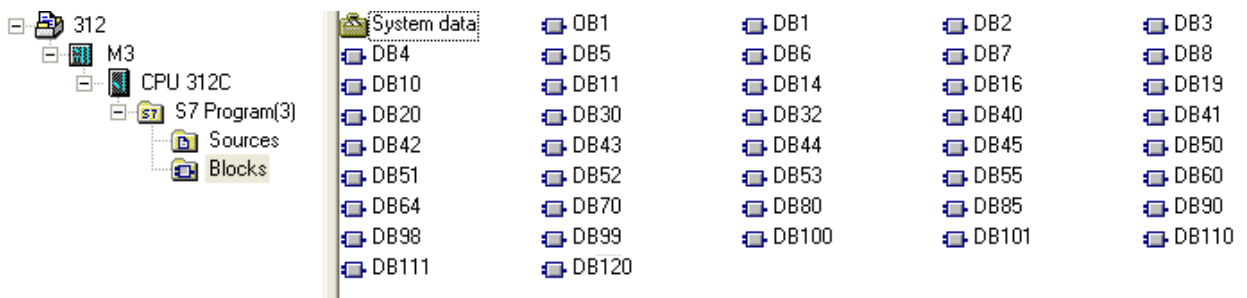 312 System data OB1 DB1 DB2 DB3
M3 DB4 DB5 DB6 DB7 DB8
CPU 312C DB10 DB11 DB14 DB16 DB19
S7 S7 Program(3) DB20 DB30 DB32 DB40 DB41
Sources DB42 DB43 DB44 DB45 DB50
Blocks DB51 DB52 DB53 DB55 DB60
DB64 DB70 DB80 DB85 DB90
DB98 DB99 DB100 DB101 DB110
DB111 DB120